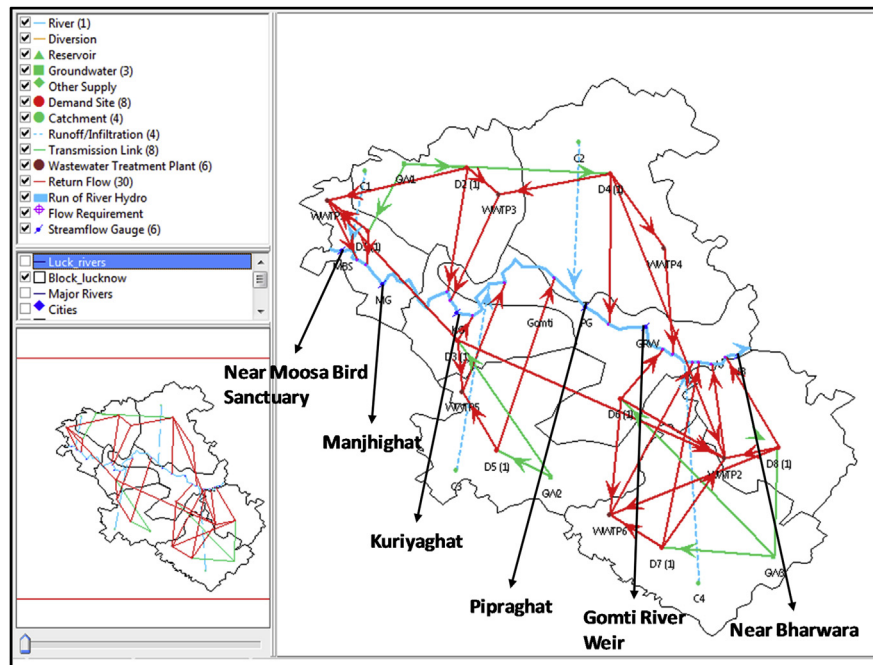 River (1)
Diversion
Reservoir
Groundwater (3)
Other Supply
Demand Site (8)
Catchment (4)
Runoff/Infiltration (4)
Transmission Link (8)
Wastewater Treatment Plant (6)
Return Flow (30)
Run of River Hydro
Flow Requirement
Streamflow Gauge (6)
Luck_rivers
Block_lucknow
Major Rivers
Cities
C1
GW1
D2 (1)
C2
D4 (1)
WWTP3
WWTP4
MBS
MG
Gomti
PG
GRW
D3 (1)
WWTP5
D6 (1)
D5 (1)
C3
GW2
WWTP2
D8 (1)
WWTP6
D7 (1)
GW3
C4
Near Moosa Bird
Sanctuary
Manjhighat
Kuriyaghat
Pipraghat
Gomti River
Weir
Near Bharwara